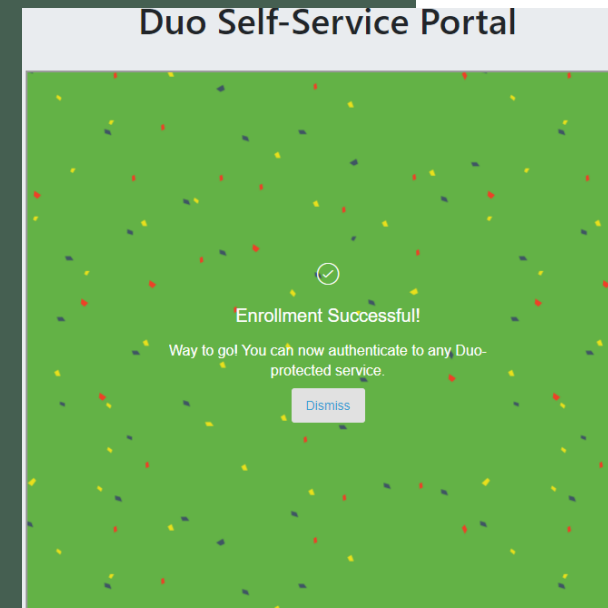 Duo Self-Service Portal
Enrollment Successful!
Way to go! You can now authenticate to any Duo-
protected service.
Dismiss